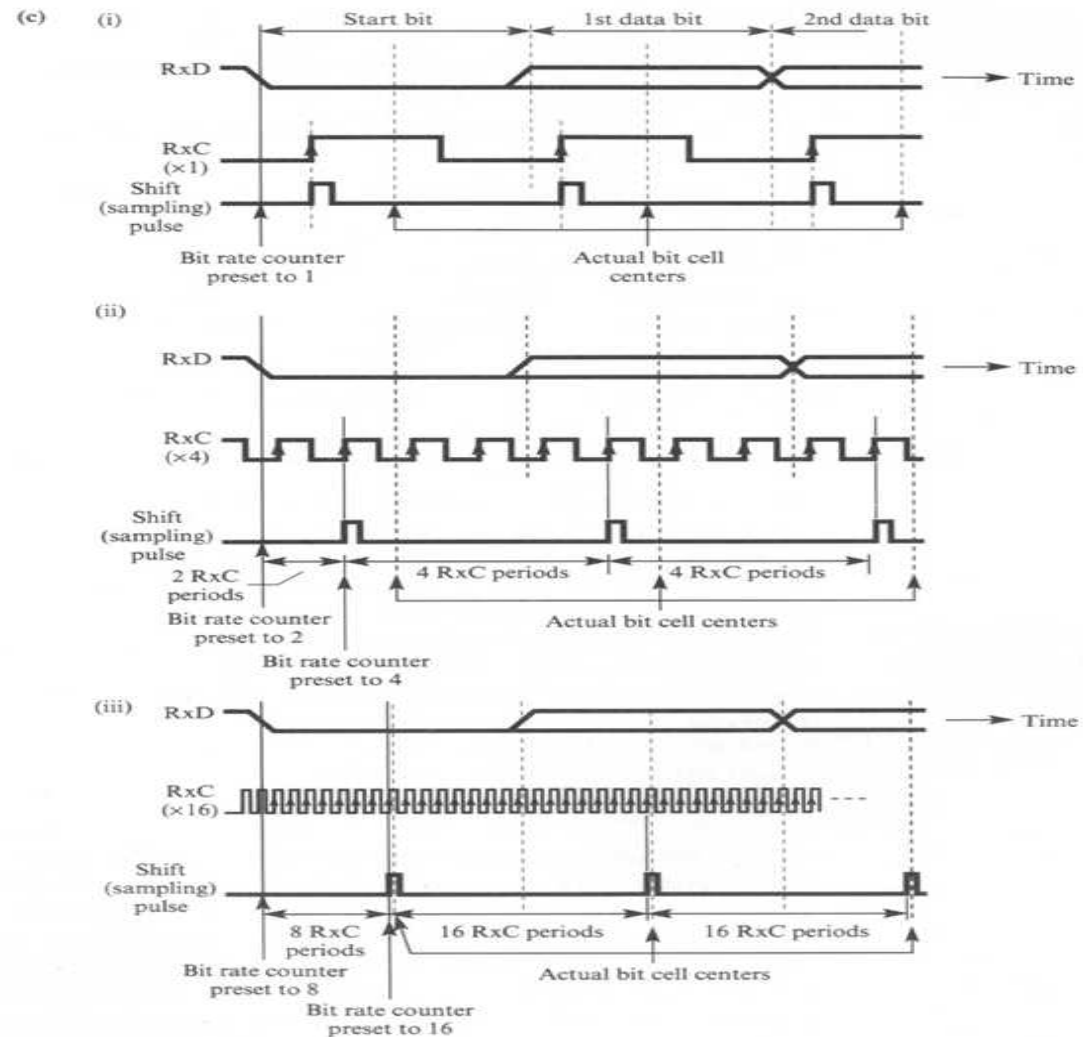 (c) (i) Start bit 1st data bit 2nd data bit
RxD Time
RxC
(×1)
Shift
(sampling)
pulse
Bit rate counter
preset to 1
Actual bit cell
centers
(ii)
RxD Time
RxC
(×4)
Shift
(sampling)
pulse
2 RxC
periods
4 RxC periods 4 RxC periods
Bit rate counter
preset to 2
Actual bit cell centers
Bit rate counter
preset to 4
(iii)
RxD Time
RxC
(×16)
Shift
(sampling)
pulse
8 RxC
periods
16 RxC periods 16 RxC periods
Bit rate counter
preset to 8
Actual bit cell centers
Bit rate counter
preset to 16